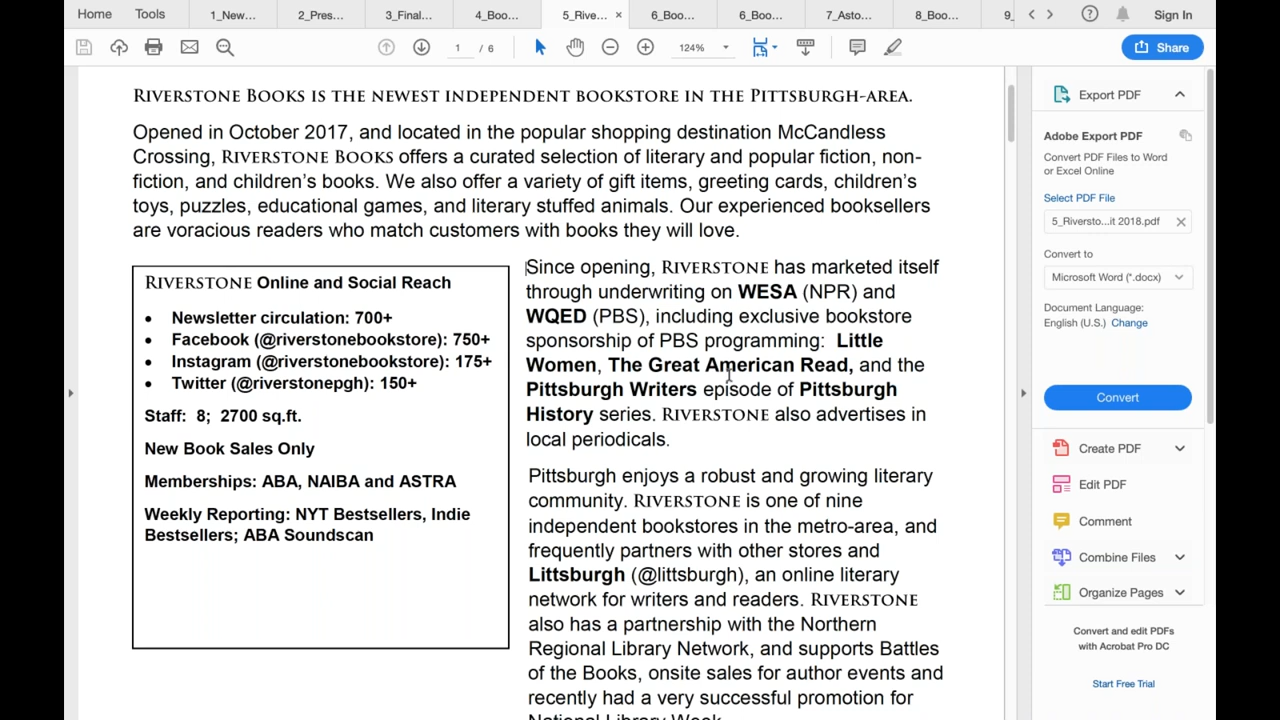 Home
Tools
1_New...
2_Pres...
3_Final...
4_Boo...
5_Rive...
×
6_Boo...
6_Boo...
7_Asto...
8_Boo...
9_
Sign In
1 / 6
124%
Share
RIVERSTONE BOOKS IS THE NEWEST INDEPENDENT BOOKSTORE IN THE PITTSBURGH-AREA.
Opened in October 2017, and located in the popular shopping destination McCandless
Crossing, RIVERSTONE BOOKS offers a curated selection of literary and popular fiction, non-
fiction, and children's books. We also offer a variety of gift items, greeting cards, children's
toys, puzzles, educational games, and literary stuffed animals. Our experienced booksellers
are voracious readers who match customers with books they will love.
RIVERSTONE Online and Social Reach
• Newsletter circulation: 700+
• Facebook (@riverstonebookstore): 750+
• Instagram (@riverstonebookstore): 175+
• Twitter (@riverstonepgh): 150+
Staff: 8; 2700 sq.ft.
New Book Sales Only
Memberships: ABA, NAIBA and ASTRA
Weekly Reporting: NYT Bestsellers, Indie
Bestsellers; ABA Soundscan
Since opening, RIVERSTONE has marketed itself
through underwriting on WESA (NPR) and
WQED (PBS), including exclusive bookstore
sponsorship of PBS programming: Little
Women, The Great American Read, and the
Pittsburgh Writers episode of Pittsburgh
History series. RIVERSTONE also advertises in
local periodicals.
Pittsburgh enjoys a robust and growing literary
community. RIVERSTONE is one of nine
independent bookstores in the metro-area, and
frequently partners with other stores and
Littsburgh (@littsburgh), an online literary
network for writers and readers. RIVERSTONE
also has a partnership with the Northern
Regional Library Network, and supports Battles
of the Books, onsite sales for author events and
recently had a very successful promotion for
National Library Week.
Export PDF
Adobe Export PDF
Convert PDF Files to Word
or Excel Online
Select PDF File
5_Riversto...it 2018.pdf
Convert to
Microsoft Word (*.docx)
Document Language:
English (U.S.) Change
Convert
Create PDF
Edit PDF
Comment
Combine Files
Organize Pages
Convert and edit PDFs
with Acrobat Pro DC
Start Free Trial